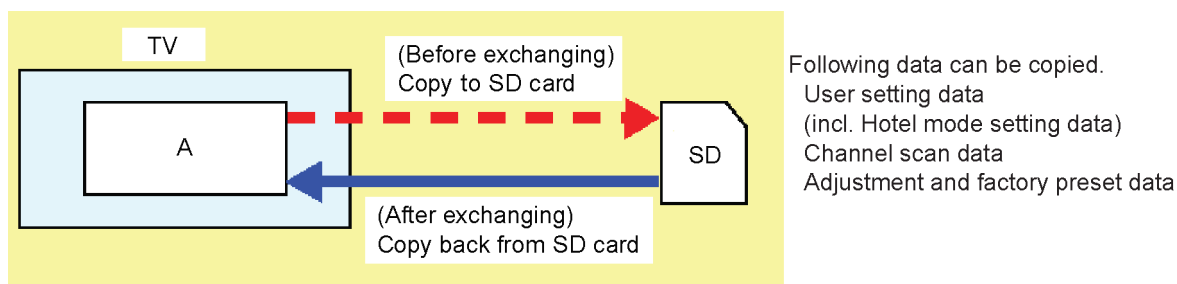 TV
(Before exchanging)
Copy to SD card
A
SD
(After exchanging)
Copy back from SD card
Following data can be copied.
User setting data
(incl. Hotel mode setting data)
Channel scan data
Adjustment and factory preset data